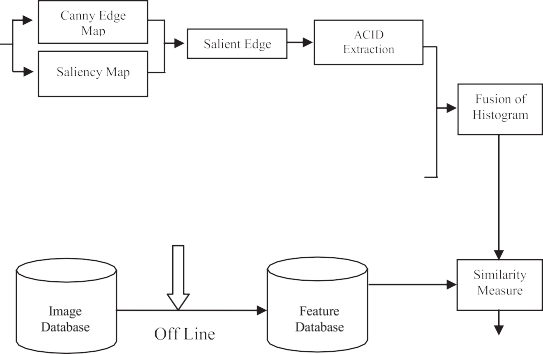 Canny Edge
Map
Saliency Map
Salient Edge
ACID
Extraction
Fusion of
Histogram
Similarity
Measure
Image
Database
Off Line
Feature
Database